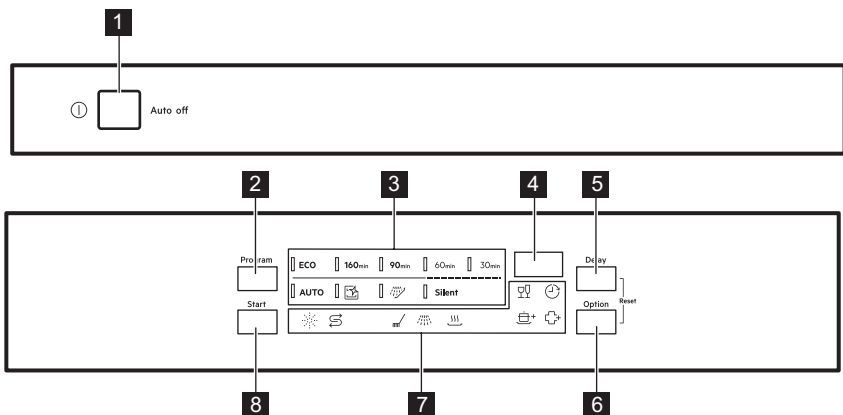 1
Auto off
2 3 4 5
Program
ECO 160min 90min 60min 30min
Delay
AUTO Silent
Start
Reset
Option
8 7 6